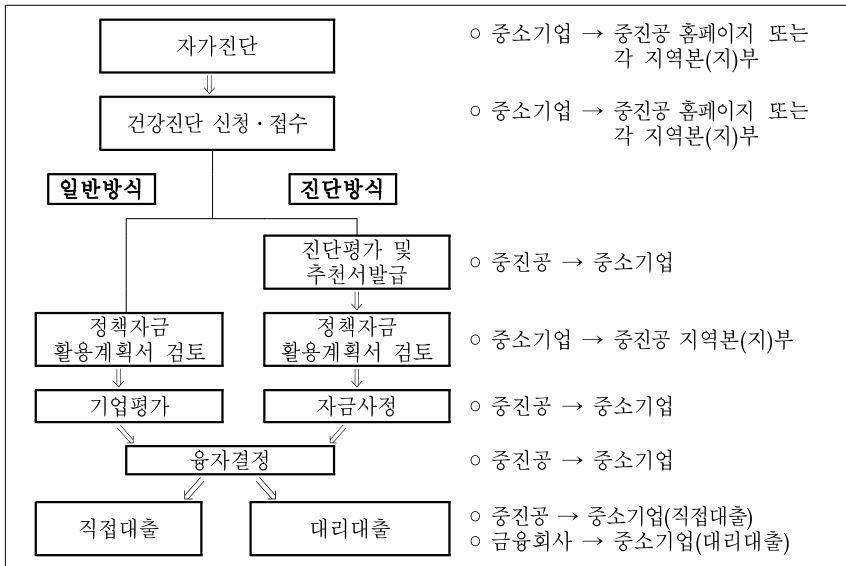 자가진단
○ 중소기업 → 중진공 홈페이지 또는
각 지역본(지)부
건강진단 신청·접수
○ 중소기업 → 중진공 홈페이지 또는
각 지역본(지)부
일반방식
진단방식
진단평가 및
추천서발급
○ 중진공 → 중소기업
정책자금
활용계획서 검토
정책자금
활용계획서 검토
○ 중소기업 → 중진공 지역본(지)부
기업평가
자금사정
○ 중진공 → 중소기업
융자결정
○ 중진공 → 중소기업
직접대출
대리대출
○ 중진공 → 중소기업(직접대출)
○ 금융회사 → 중소기업(대리대출)